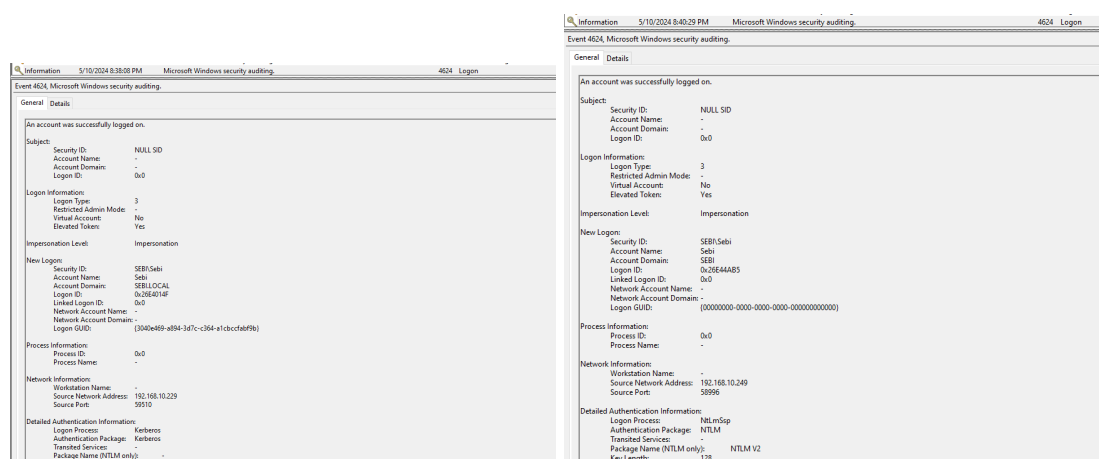 Information 5/10/2024 8:38:08 PM Microsoft Windows security auditing. 4624 Logon
Event 4624, Microsoft Windows security auditing.
General Details
An account was successfully logged on.
Subject:
Security ID: NULL SID
Account Name: -
Account Domain: -
Logon ID: 0x0
Logon Information:
Logon Type: 3
Restricted Admin Mode: -
Virtual Account: No
Elevated Token: Yes
Impersonation Level: Impersonation
New Logon:
Security ID: SEBI\Sebi
Account Name: Sebi
Account Domain: SEBI.LOCAL
Logon ID: 0x26E4014F
Linked Logon ID: 0x0
Network Account Name: -
Network Account Domain: -
Logon GUID: {3040e469-a894-3d7c-c364-a1cbccfabf9b}
Process Information:
Process ID: 0x0
Process Name: -
Network Information:
Workstation Name: -
Source Network Address: 192.168.10.229
Source Port: 59510
Detailed Authentication Information:
Logon Process: Kerberos
Authentication Package: Kerberos
Transited Services: -
Package Name (NTLM only): -
Information 5/10/2024 8:40:29 PM Microsoft Windows security auditing. 4624 Logon
Event 4624, Microsoft Windows security auditing.
General Details
An account was successfully logged on.
Subject:
Security ID: NULL SID
Account Name: -
Account Domain: -
Logon ID: 0x0
Logon Information:
Logon Type: 3
Restricted Admin Mode: -
Virtual Account: No
Elevated Token: Yes
Impersonation Level: Impersonation
New Logon:
Security ID: SEBI\Sebi
Account Name: Sebi
Account Domain: SEBI
Logon ID: 0x26E44AB5
Linked Logon ID: 0x0
Network Account Name: -
Network Account Domain: -
Logon GUID: {00000000-0000-0000-0000-000000000000}
Process Information:
Process ID: 0x0
Process Name: -
Network Information:
Workstation Name: -
Source Network Address: 192.168.10.249
Source Port: 58996
Detailed Authentication Information:
Logon Process: NtLmSsp
Authentication Package: NTLM
Transited Services: -
Package Name (NTLM only): NTLM V2
Key Length: 128